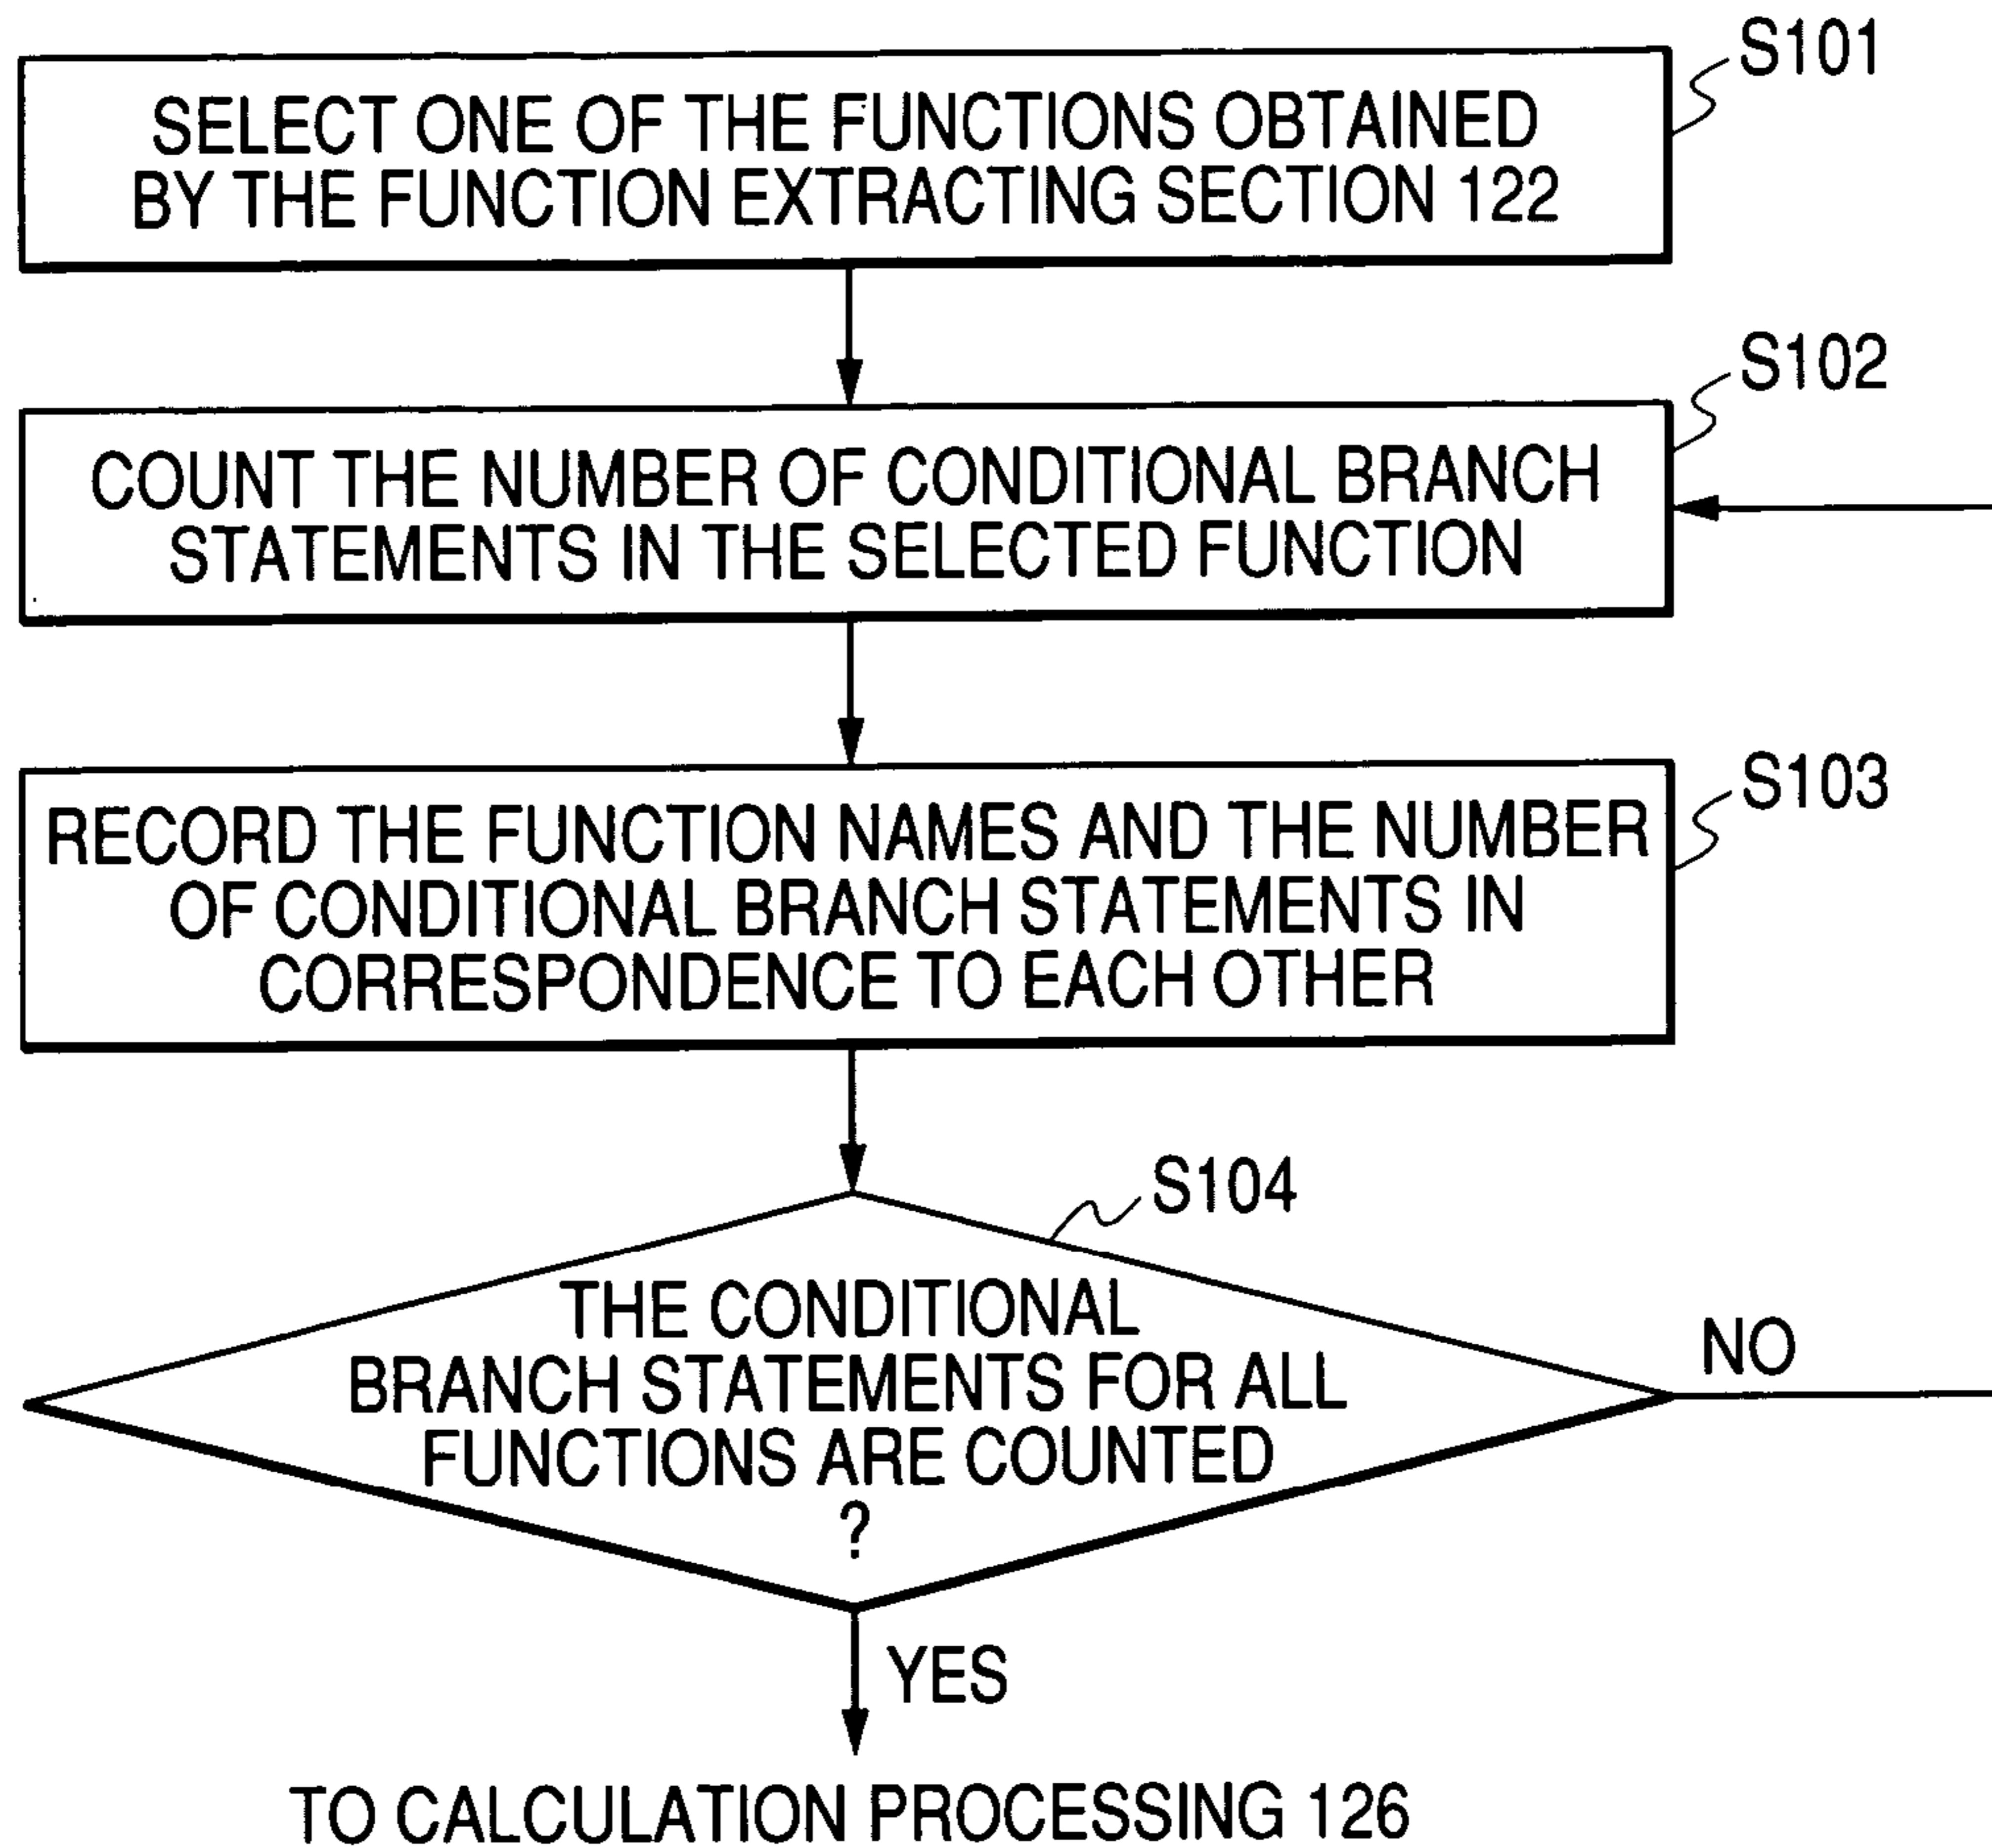 S101
SELECT ONE OF THE FUNCTIONS OBTAINED
BY THE FUNCTION EXTRACTING SECTION 122
S102
COUNT THE NUMBER OF CONDITIONAL BRANCH
STATEMENTS IN THE SELECTED FUNCTION
S103
RECORD THE FUNCTION NAMES AND THE NUMBER
OF CONDITIONAL BRANCH STATEMENTS IN
CORRESPONDENCE TO EACH OTHER
S104
THE CONDITIONAL
BRANCH STATEMENTS FOR ALL
FUNCTIONS ARE COUNTED
?
NO
YES
TO CALCULATION PROCESSING 126